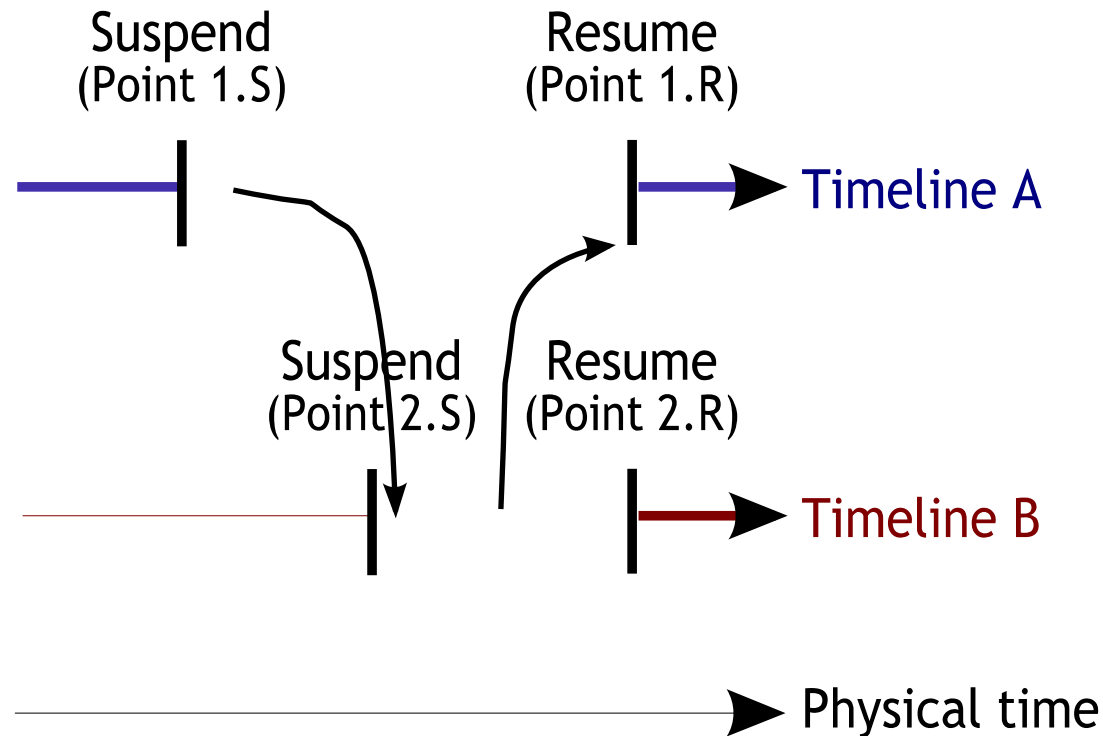 Suspend
(Point 1.S)
Resume
(Point 1.R)
Timeline A
Suspend
(Point 2.S)
Resume
(Point 2.R)
Timeline B
Physical time